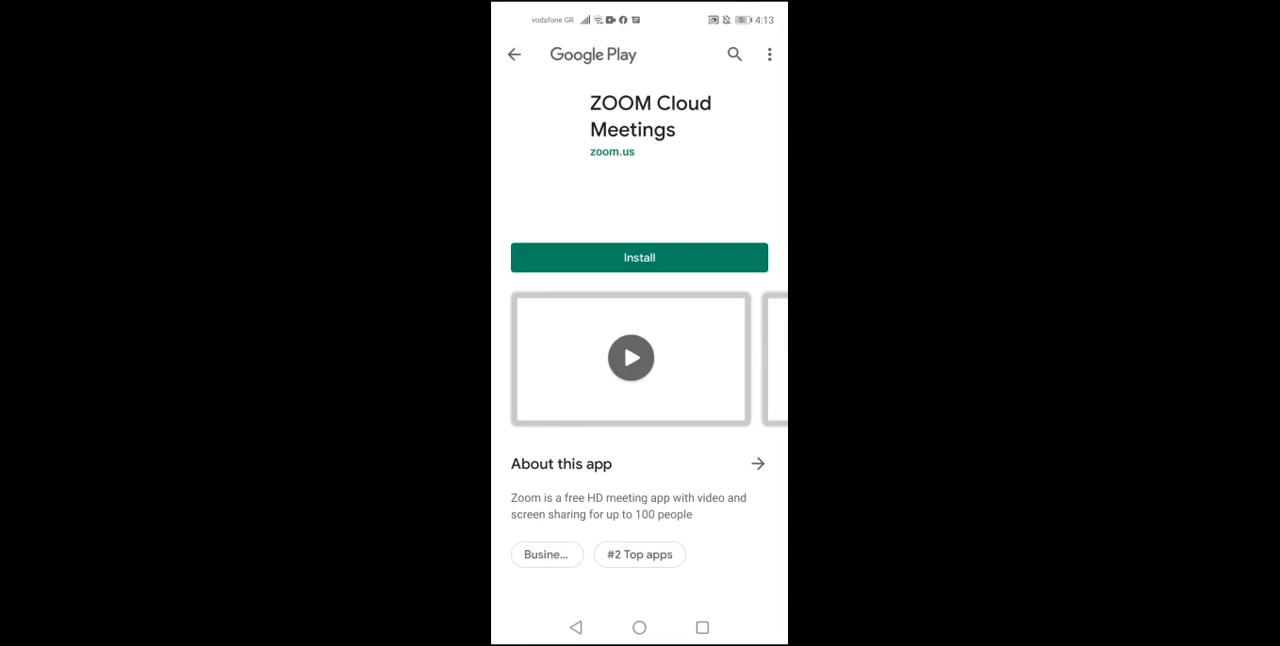 vodafone GR 4:13
Google Play
ZOOM Cloud
Meetings
zoom.us
Install
About this app
Zoom is a free HD meeting app with video and
screen sharing for up to 100 people
Busine... #2 Top apps